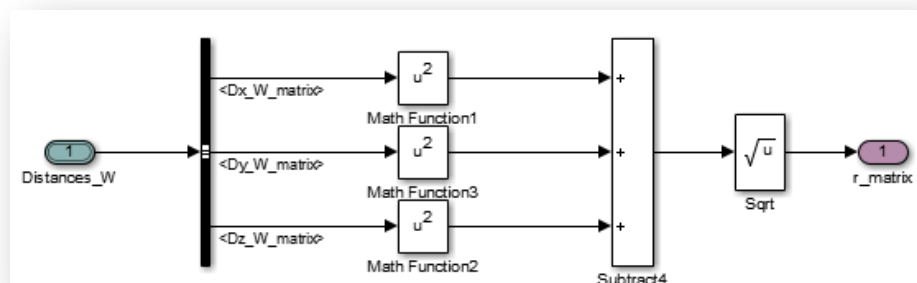 <Dx_W_matrix>
u2
Math Function1
+
1
Distances_W
<Dy_W_matrix>
u2
Math Function3
+
√u
Sqrt
1
r_matrix
<Dz_W_matrix>
u2
Math Function2
+
Subtract4